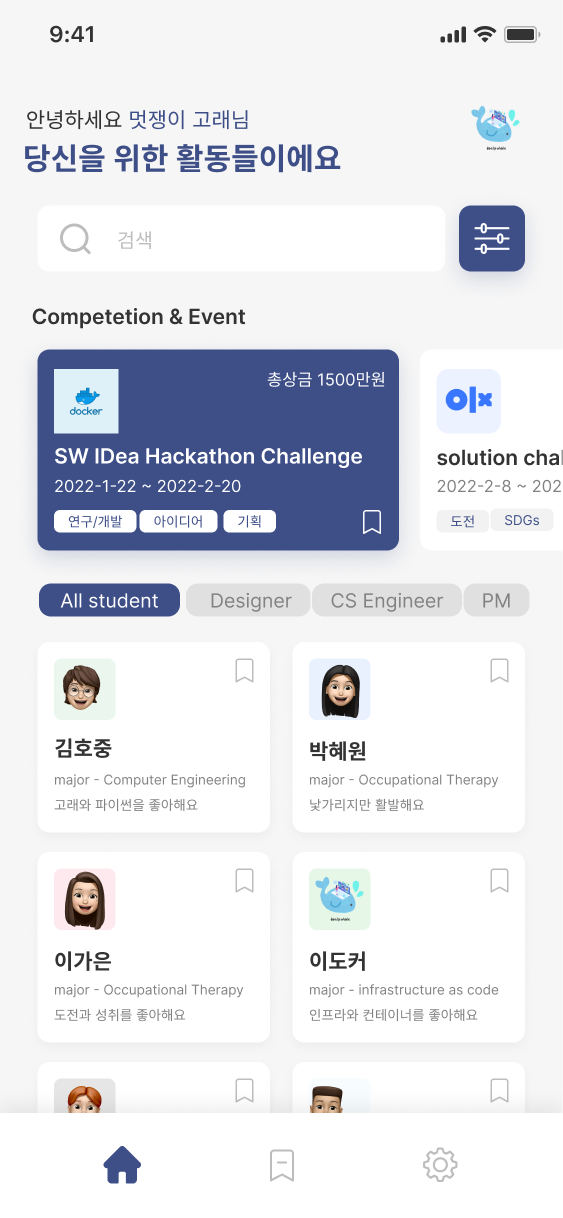 9:41
안녕하세요 멋쟁이 고래님
당신을 위한 활동들이에요
검색
Competetion & Event
docker
총상금 1500만원
SW IDea Hackathon Challenge
2022-1-22 ~ 2022-2-20
연구/개발 아이디어 기획
olx
solution chal
2022-2-8 ~ 202
도전 SDGs
All student Designer CS Engineer PM
김호중
major - Computer Engineering
고래와 파이썬을 좋아해요
박혜원
major - Occupational Therapy
낯가리지만 활발해요
이가은
major - Occupational Therapy
도전과 성취를 좋아해요
이도커
major - infrastructure as code
인프라와 컨테이너를 좋아해요